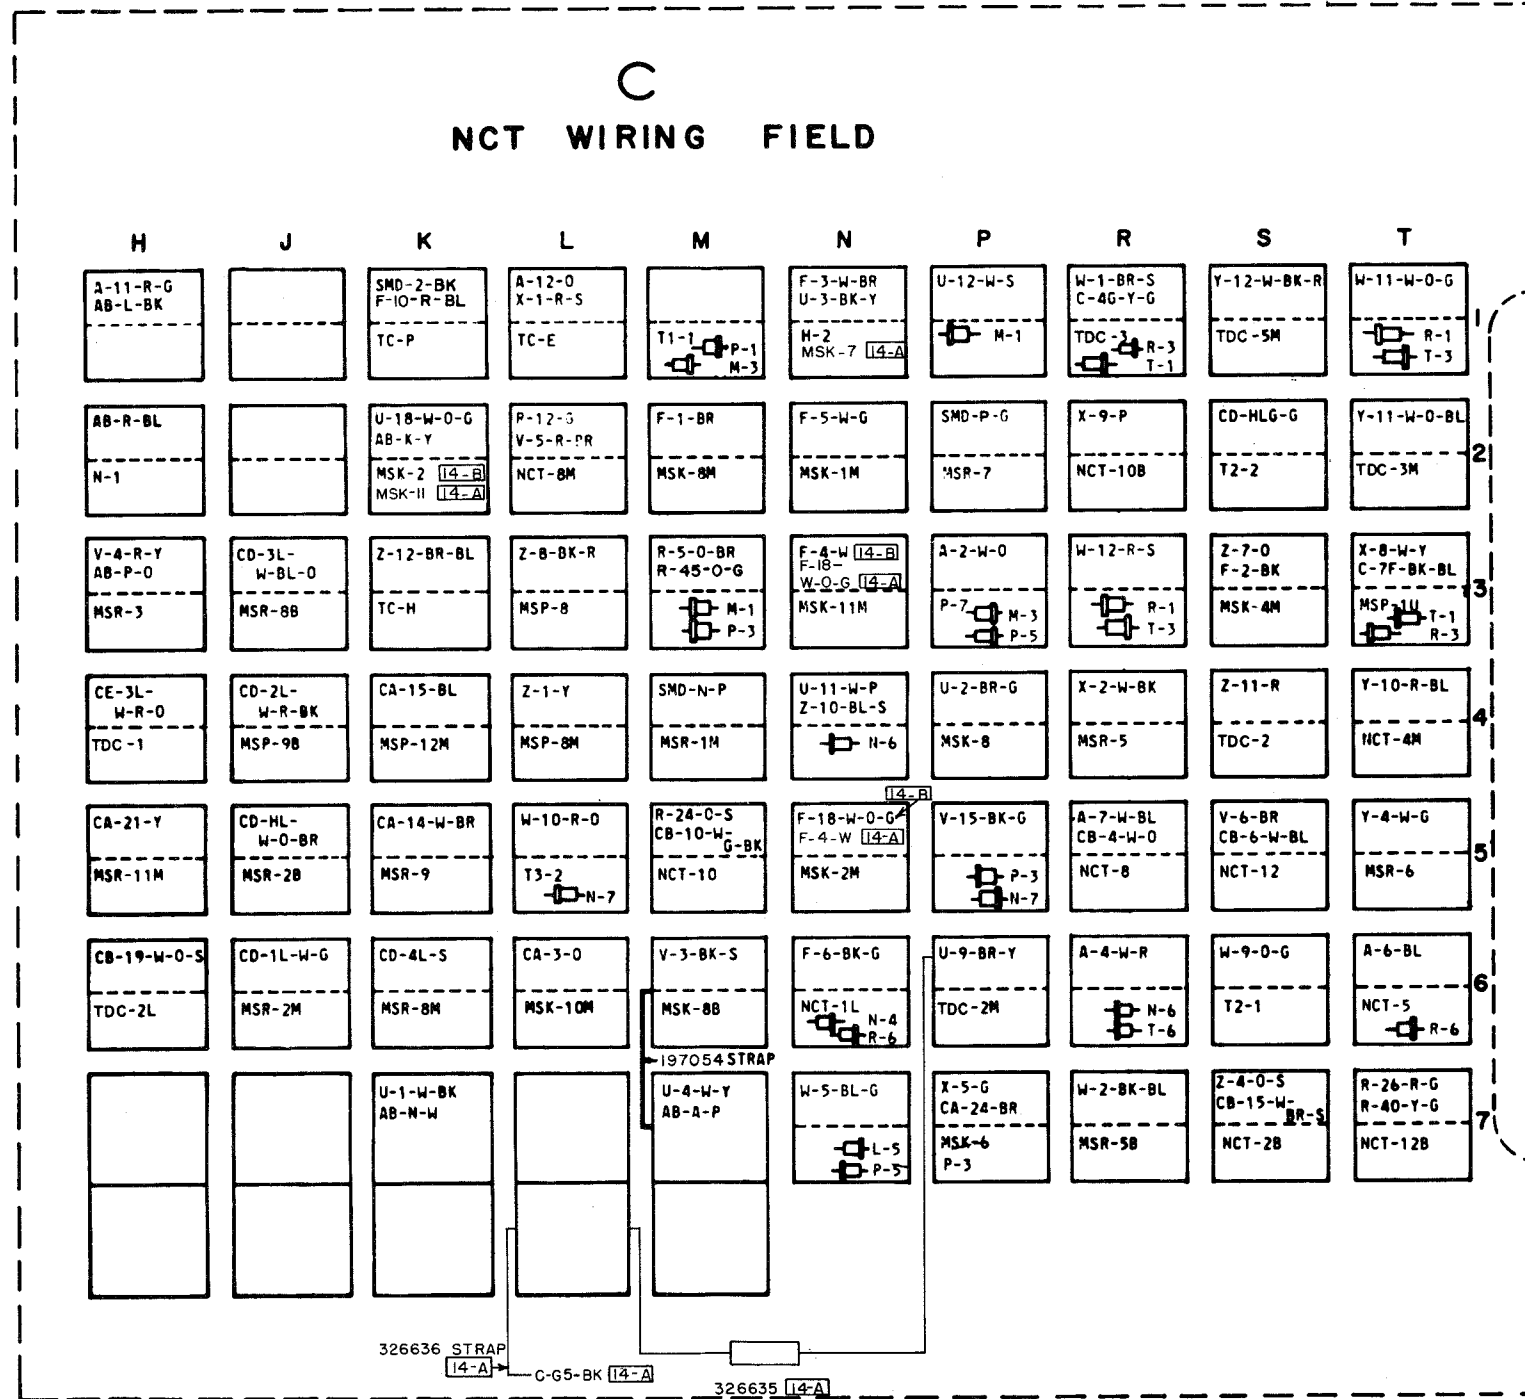 C
NCT WIRING FIELD
H J K L M N P R S T
A-11-R-G
AB-L-BK
SMD-2-BK
F-10-R-BL
TC-P
A-12-O
X-1-R-S
TC-E
T1-1
P-1
M-3
F-3-W-BR
U-3-BK-Y
H-2
MSK-7 14-A
U-12-W-S
M-1
W-1-BR-S
C-4G-Y-G
TDC-3
R-3
T-1
Y-12-W-BK-R
TDC-5M
W-11-W-O-G
R-1
T-3
1
AB-R-BL
N-1
U-18-W-O-G
AB-K-Y
MSK-2 14-B
MSK-11 14-A
R-12-G
V-5-R-BR
NCT-8M
F-1-BR
MSK-8M
F-5-W-G
MSK-1M
SMD-P-G
MSR-7
X-9-P
NCT-10B
CD-HLG-G
T2-2
Y-11-W-O-BL
TDC-3M
2
V-4-R-Y
AB-P-O
MSR-3
CD-3L-
W-BL-O
MSR-8B
Z-12-BR-BL
TC-H
Z-8-BK-R
MSP-8
R-5-O-BR
R-45-O-G
M-1
P-3
F-4-W 14-B
F-18-
W-O-G 14-A
MSK-11M
A-2-W-O
P-7
M-3
P-5
W-12-R-S
R-1
T-3
Z-7-O
F-2-BK
MSK-4M
X-8-W-Y
C-7F-BK-BL
MSP-1U
T-1
R-3
3
CE-3L-
W-R-O
TDC-1
CD-2L-
W-R-BK
MSP-9B
CA-15-BL
MSP-12M
Z-1-Y
MSP-8M
SMD-N-P
MSR-1M
U-11-W-P
Z-10-BL-S
N-6
U-2-BR-G
MSK-8
X-2-W-BK
MSR-5
Z-11-R
TDC-2
Y-10-R-BL
NCT-4M
4
14-B
CA-21-Y
MSR-11M
CD-HL-
W-O-BR
MSR-2B
CA-14-W-BR
MSR-9
W-10-R-O
T3-2
N-7
R-24-O-S
CB-10-W-
G-BK
NCT-10
F-18-W-O-G
F-4-W 14-A
MSK-2M
V-15-BK-G
P-3
N-7
A-7-W-BL
CB-4-W-O
NCT-8
V-6-BR
CB-6-W-BL
NCT-12
Y-4-W-G
MSR-6
5
CB-19-W-O-S
TDC-2L
CD-1L-W-G
MSR-2M
CD-4L-S
MSR-8M
CA-3-O
MSK-10M
V-3-BK-S
MSK-8B
F-6-BK-G
NCT-1L
N-4
R-6
U-9-BR-Y
TDC-2M
A-4-W-R
N-6
T-6
W-9-O-G
T2-1
A-6-BL
NCT-5
R-6
6
197054 STRAP
U-1-W-BK
AB-N-W
U-4-W-Y
AB-A-P
W-5-BL-G
L-5
P-5
X-5-G
CA-24-BR
MSK-6
P-3
W-2-BK-BL
MSR-5B
Z-4-O-S
CB-15-W-
BR-S
NCT-2B
R-26-R-G
R-40-Y-G
NCT-12B
7
326636 STRAP
14-A
C-G5-BK 14-A
326635 14-A